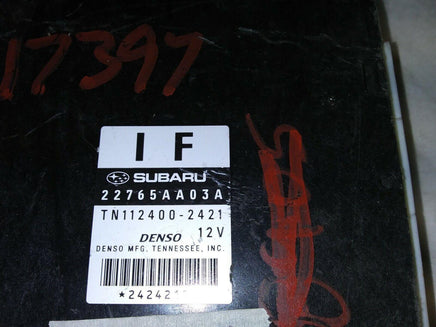 17397
IF
SUBARU
22765AA03A
TN112400-2421
DENSO 12V
DENSO MFG. TENNESSEE, INC.